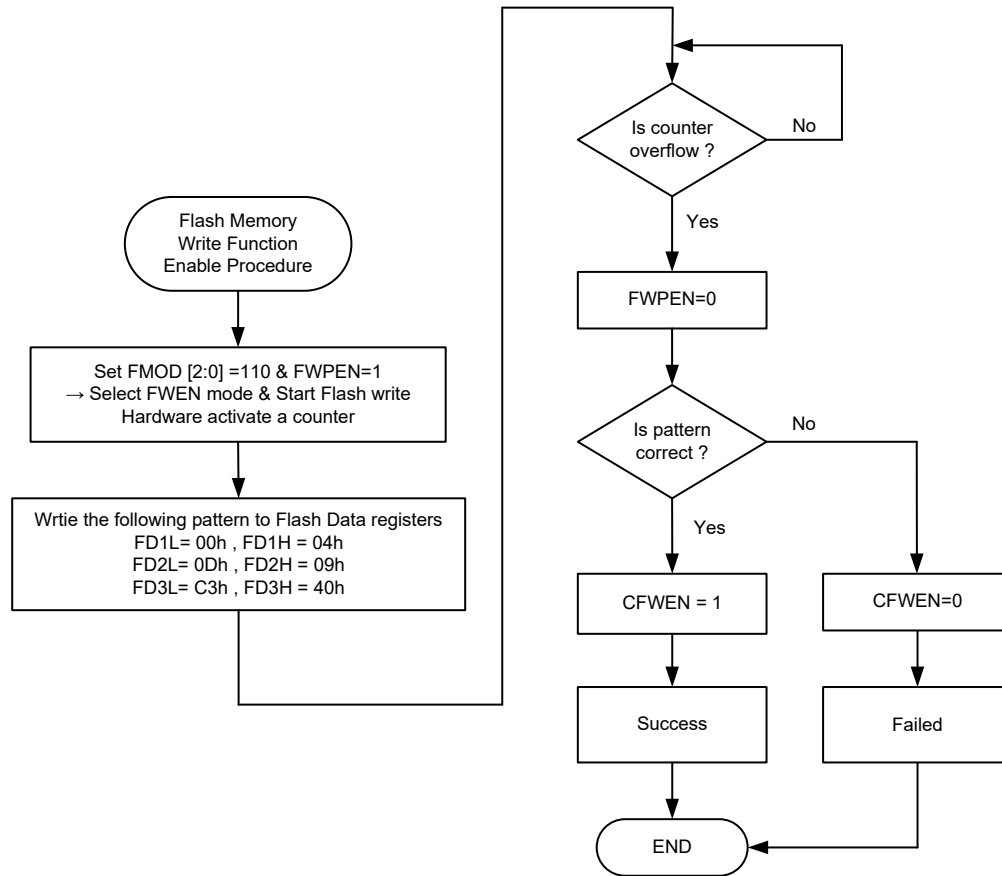 Flash Memory
Write Function
Enable Procedure
Set FMOD [2:0] =110 & FWPEN=1
→ Select FWEN mode & Start Flash write
Hardware activate a counter
Wrtie the following pattern to Flash Data registers
FD1L= 00h , FD1H = 04h
FD2L= 0Dh , FD2H = 09h
FD3L= C3h , FD3H = 40h
Is counter
overflow ?
No
Yes
FWPEN=0
Is pattern
correct ?
No
Yes
CFWEN = 1
CFWEN=0
Success
Failed
END